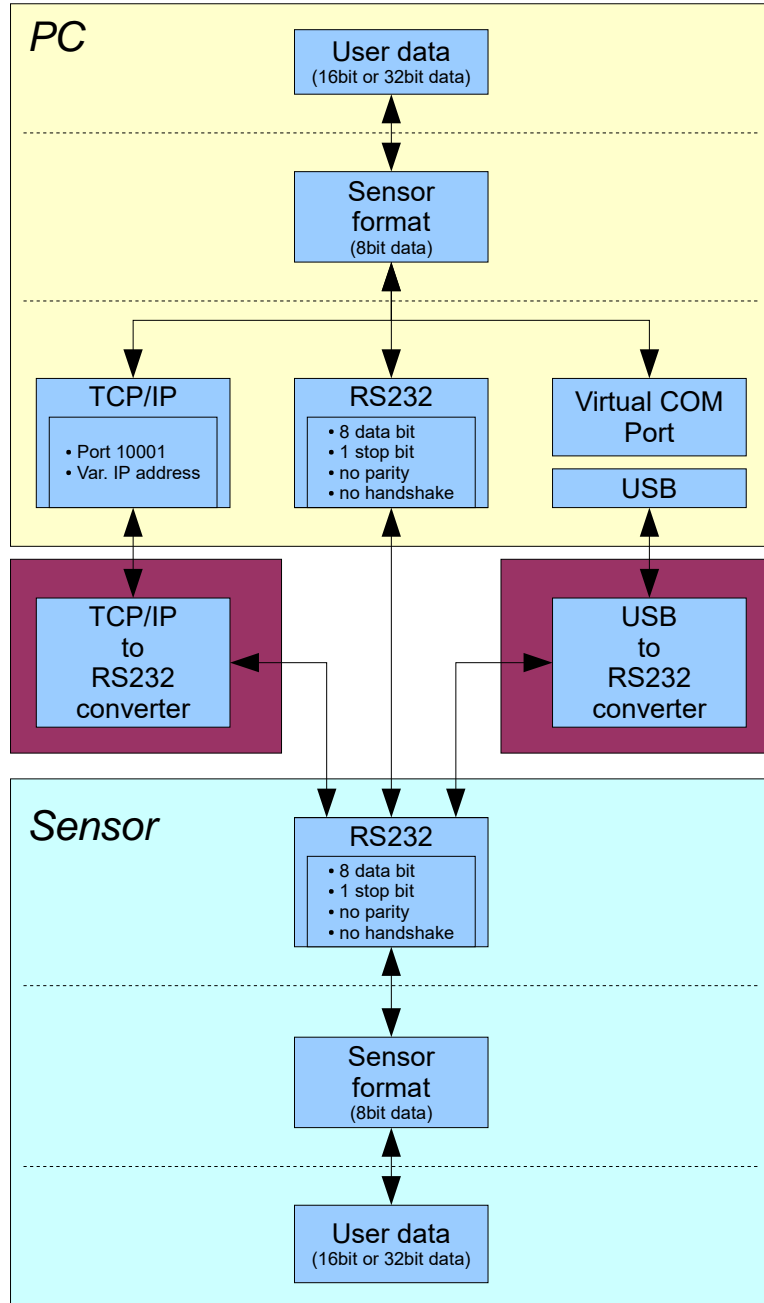 PC
User data
(16bit or 32bit data)
Sensor
format
(8bit data)
TCP/IP
• Port 10001
• Var. IP address
RS232
• 8 data bit
• 1 stop bit
• no parity
• no handshake
Virtual COM
Port
USB
TCP/IP
to
RS232
converter
USB
to
RS232
converter
Sensor
RS232
• 8 data bit
• 1 stop bit
• no parity
• no handshake
Sensor
format
(8bit data)
User data
(16bit or 32bit data)